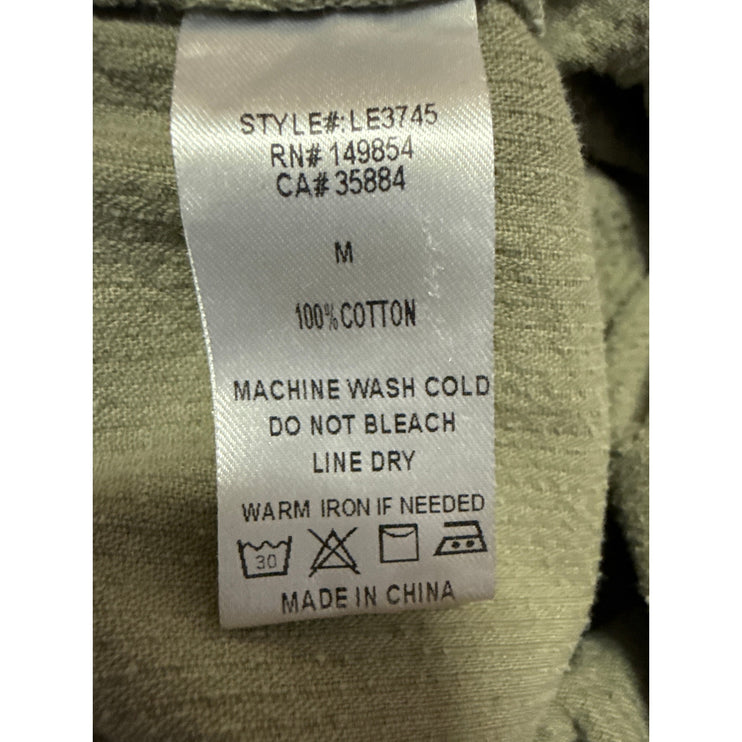 STYLE#:LE3745
RN# 149854
CA# 35884
M
100% COTTON
MACHINE WASH COLD
DO NOT BLEACH
LINE DRY
WARM IRON IF NEEDED
30
MADE IN CHINA